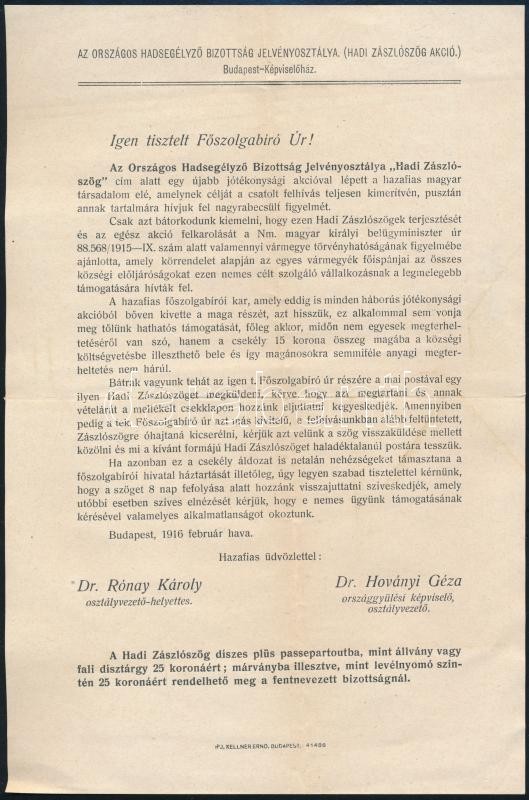 AZ ORSZÁGOS HADSEGÉLYZŐ BIZOTTSÁG JELVÉNYOSZTÁLYA. (HADI ZÁSZLÓSZÖG AKCIÓ.)
Budapest-Képviselőház.
Igen tisztelt Főszolgabiró Úr!
Az Országos Hadsegélyző Bizottság Jelvényosztálya „Hadi Zászló-
szög" cím alatt egy újabb jótékonysági akcióval lépett a hazafias magyar
társadalom elé, amelynek célját a csatolt felhívás teljesen kimerítvén, pusztán
annak tartalmára hívjuk fel nagyrabecsült figyelmét.
Csak azt bátorkodunk kiemelni, hogy ezen Hadi Zászlószögek terjesztését
és az egész akció felkarolását a Nm. magyar királyi belügyminiszter úr
88.568/1915—IX. szám alatt valamennyi vármegye törvényhatóságának figyelmébe
ajánlotta, amely körrendelet alapján az egyes vármegyék főispánjai az összes
községi előljáróságokat ezen nemes célt szolgáló vállalkozásnak a legmelegebb
támogatására hívták fel.
A hazafias főszolgabírói kar, amely eddig is minden háborús jótékonysági
akcióból bőven kivette a maga részét, azt hisszük, ez alkalommal sem vonja
meg tőlünk hathatós támogatását, főleg akkor, midőn nem egyesek megterhel-
tetéséről van szó, hanem a csekély 15 korona összeg magába a községi
költségvetésbe illeszthető bele és így magánosokra semmiféle anyagi megter-
heltetés nem hárúl.
Bátrak vagyunk tehát az igen t. Főszolgabíró úr részére a mai postával egy
ilyen Hadi Zászlószöget megküldeni, kérve, hogy azt megtartani és annak
vételárát a mellékelt csekklapon hozzánk eljuttatni kegyeskedjék. Amenyiben
pedig a tek. Főszolgabíró úr azt más kivitelű, a felhívásunkban alább feltüntetett,
Zászlószögre óhajtaná kicserélni, kérjük azt velünk a szög visszaküldése mellett
közölni és mi a kívánt formájú Hadi Zászlószöget haladéktalanúl postára tesszük.
Ha azonban ez a csekély áldozat is netalán nehézségeket támasztana a
főszolgabírói hivatal háztartását illetőleg, úgy legyen szabad tisztelettel kérnünk,
hogy a szöget 8 nap lefolyása alatt hozzánk visszajuttatni szíveskedjék, amely
utóbbi esetben szíves elnézését kérjük, hogy e nemes ügyünk támogatásának
kérésével valamelyes alkalmatlanságot okoztunk.
Budapest, 1916 február hava.
Hazafias üdvözlettel:
Dr. Rónay Károly
osztályvezető-helyettes.
Dr. Hoványi Géza
országgyülési képviselő,
osztályvezető.
A Hadi Zászlószög díszes plüs passepartoutba, mint állvány vagy
fali disztárgy 25 koronáért; márványba illesztve, mint levélnyomó szin-
tén 25 koronáért rendelhető meg a fentnevezett bizottságnál.
IFJ. KELLNER ERNŐ, BUDAPEST. 41486